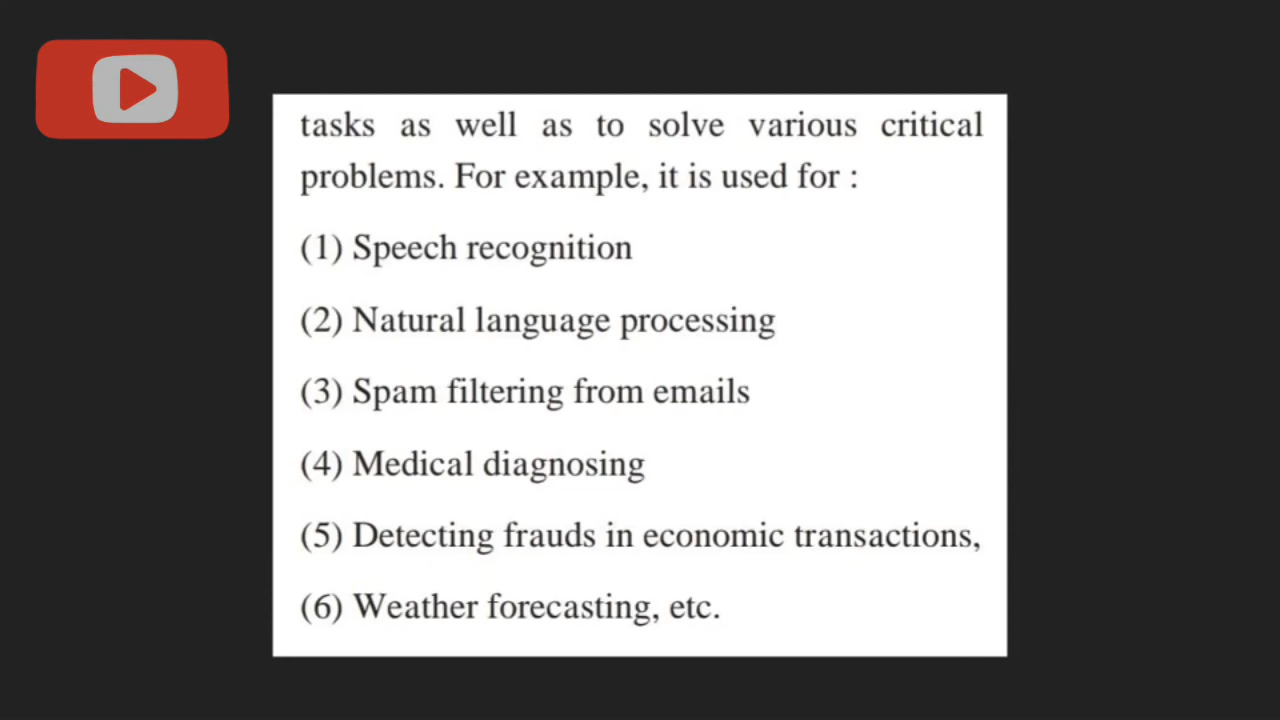 tasks as well as to solve various critical
problems. For example, it is used for :
(1) Speech recognition
(2) Natural language processing
(3) Spam filtering from emails
(4) Medical diagnosing
(5) Detecting frauds in economic transactions,
(6) Weather forecasting, etc.